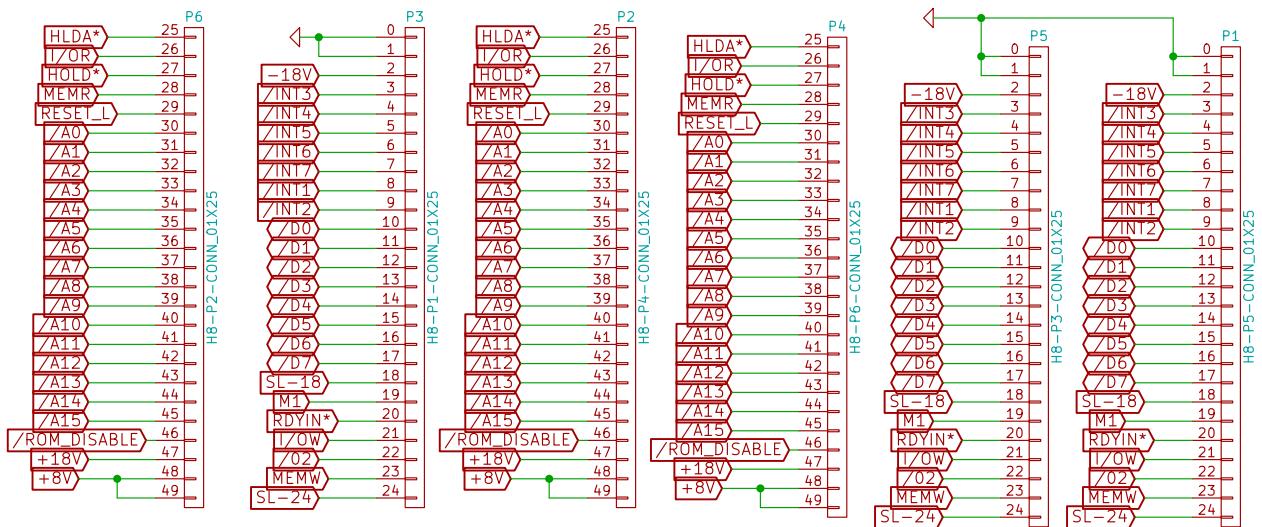 P6
HLDA* 25
I/OR 26
HOLD* 27
MEMR 28
RESET_L 29
/A0 30
/A1 31
/A2 32
/A3 33
/A4 34
/A5 35
/A6 36
/A7 37
/A8 38
/A9 39
/A10 40
/A11 41
/A12 42
/A13 43
/A14 44
/A15 45
/ROM_DISABLE 46
+18V 47
+8V 48
49
H8-P2-CONN_01X25
P3
0
1
-18V 2
/INT3 3
/INT4 4
/INT5 5
/INT6 6
/INT7 7
/INT1 8
/INT2 9
D0 10
D1 11
D2 12
D3 13
D4 14
D5 15
D6 16
D7 17
SL-18 18
M1 19
RDYIN* 20
I/OW 21
/02 22
MEMW 23
SL-24 24
H8-P1-CONN_01X25
P2
HLDA* 25
I/OR 26
HOLD* 27
MEMR 28
RESET_L 29
/A0 30
/A1 31
/A2 32
/A3 33
/A4 34
/A5 35
/A6 36
/A7 37
/A8 38
/A9 39
/A10 40
/A11 41
/A12 42
/A13 43
/A14 44
/A15 45
/ROM_DISABLE 46
+18V 47
+8V 48
49
H8-P4-CONN_01X25
P4
HLDA* 25
I/OR 26
HOLD* 27
MEMR 28
RESET_L 29
/A0 30
/A1 31
/A2 32
/A3 33
/A4 34
/A5 35
/A6 36
/A7 37
/A8 38
/A9 39
/A10 40
/A11 41
/A12 42
/A13 43
/A14 44
/A15 45
/ROM_DISABLE 46
+18V 47
+8V 48
49
H8-P6-CONN_01X25
P5
0
1
-18V 2
/INT3 3
/INT4 4
/INT5 5
/INT6 6
/INT7 7
/INT1 8
/INT2 9
/D0 10
/D1 11
/D2 12
/D3 13
/D4 14
/D5 15
/D6 16
/D7 17
SL-18 18
M1 19
RDYIN* 20
I/OW 21
/02 22
MEMW 23
SL-24 24
H8-P3-CONN_01X25
P1
0
1
-18V 2
/INT3 3
/INT4 4
/INT5 5
/INT6 6
/INT7 7
/INT1 8
/INT2 9
/D0 10
/D1 11
/D2 12
/D3 13
/D4 14
/D5 15
/D6 16
/D7 17
SL-18 18
M1 19
RDYIN* 20
I/OW 21
/02 22
MEMW 23
SL-24 24
H8-P5-CONN_01X25